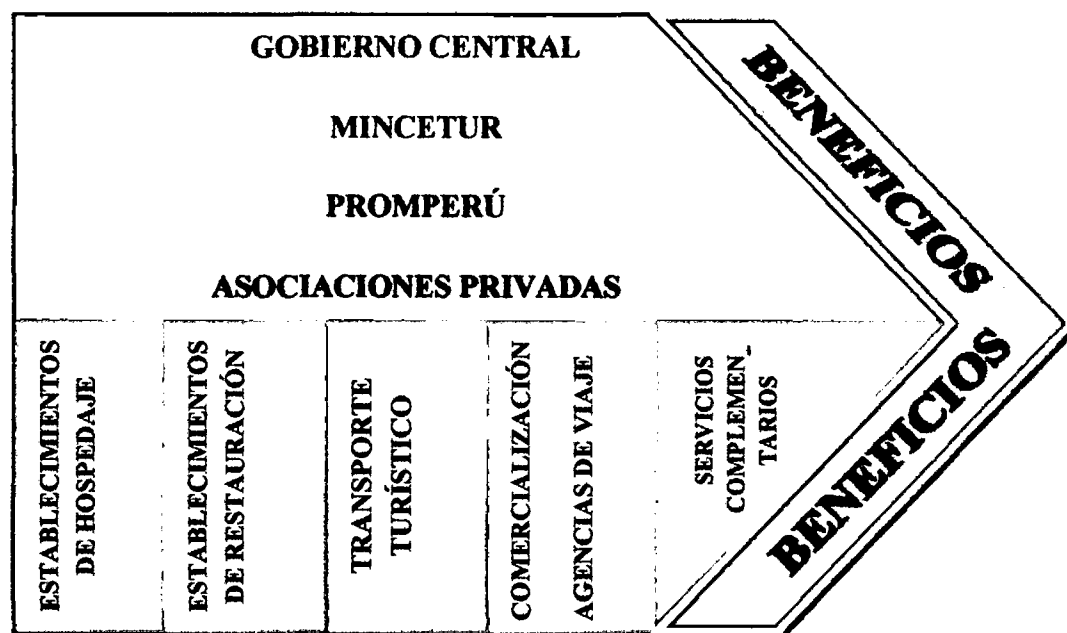 GOBIERNO CENTRAL
MINCETUR
PROMPERÚ
ASOCIACIONES PRIVADAS
ESTABLECIMIENTOS
DE HOSPEDAJE
ESTABLECIMIENTOS
DE RESTAURACIÓN
TRANSPORTE
TURÍSTICO
COMERCIALIZACIÓN
AGENCIAS DE VIAJE
SERVICIOS
COMPLEMEN_
TARIOS
BENEFICIOS
BENEFICIOS